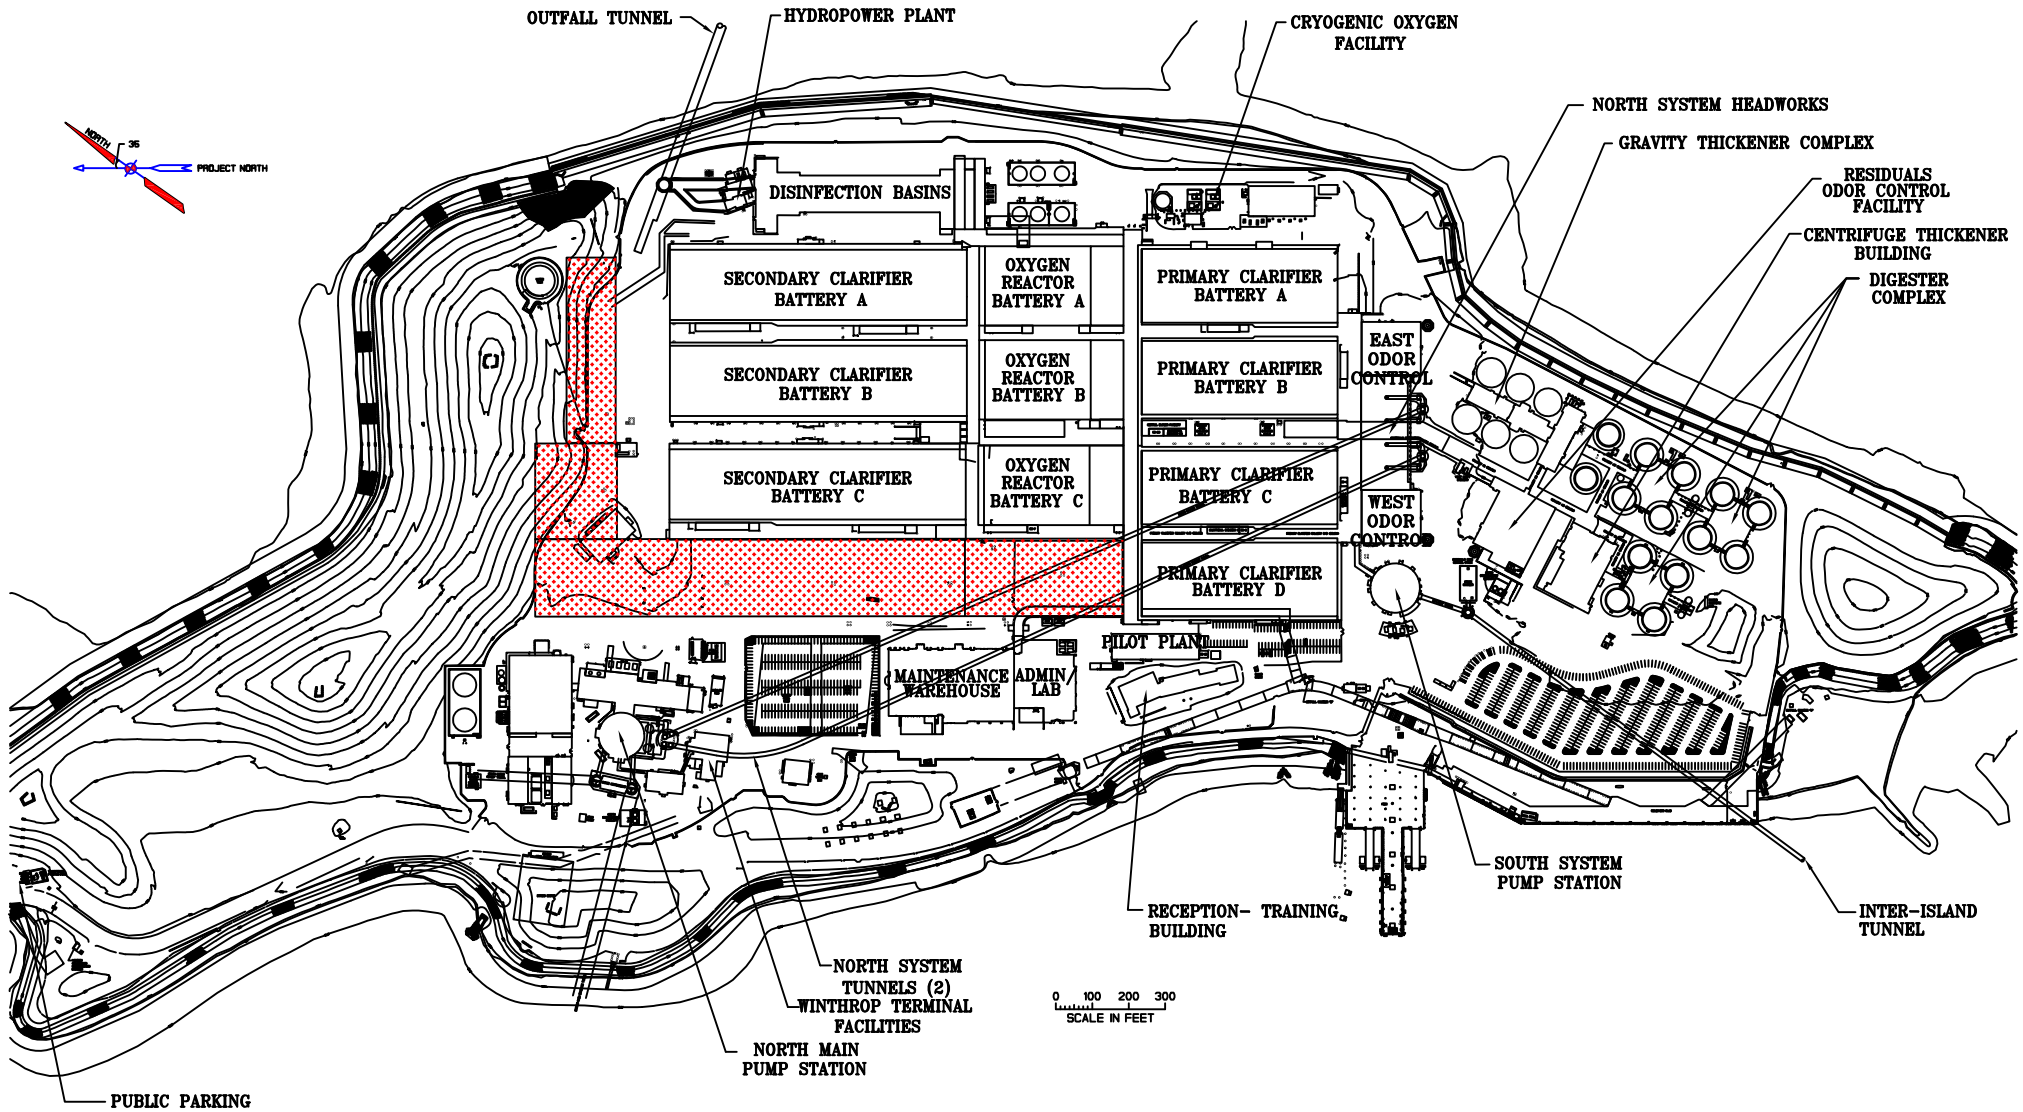 OUTFALL TUNNEL
HYDROPOWER PLANT
CRYOGENIC OXYGEN
FACILITY
NORTH SYSTEM HEADWORKS
GRAVITY THICKENER COMPLEX
RESIDUALS
ODOR CONTROL
FACILITY
CENTRIFUGE THICKENER
BUILDING
DIGESTER
COMPLEX
NORTH
36
PROJECT NORTH
DISINFECTION BASINS
SECONDARY CLARIFIER
BATTERY A
OXYGEN
REACTOR
BATTERY A
PRIMARY CLARIFIER
BATTERY A
EAST
ODOR
CONTROL
SECONDARY CLARIFIER
BATTERY B
OXYGEN
REACTOR
BATTERY B
PRIMARY CLARIFIER
BATTERY B
SECONDARY CLARIFIER
BATTERY C
OXYGEN
REACTOR
BATTERY C
PRIMARY CLARIFIER
BATTERY C
WEST
ODOR
CONTROL
PRIMARY CLARIFIER
BATTERY D
PILOT PLANT
MAINTENANCE
WAREHOUSE
ADMIN/
LAB
SOUTH SYSTEM
PUMP STATION
RECEPTION- TRAINING
BUILDING
INTER-ISLAND
TUNNEL
NORTH SYSTEM
TUNNELS (2)
WINTHROP TERMINAL
FACILITIES
NORTH MAIN
PUMP STATION
0 100 200 300
SCALE IN FEET
PUBLIC PARKING